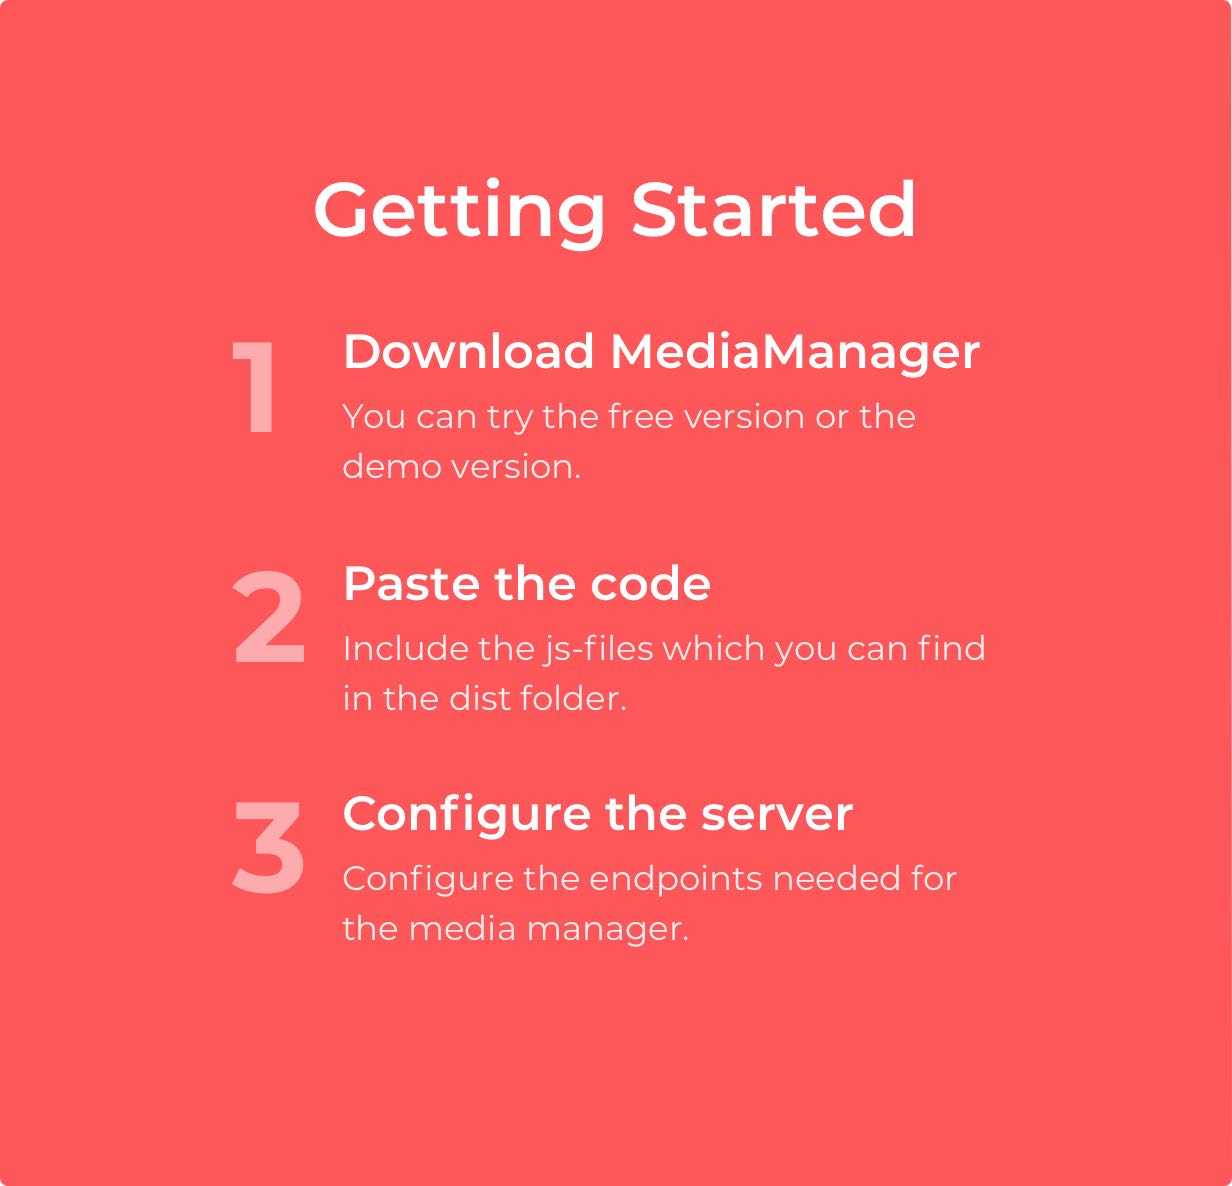 Getting Started
1
Download MediaManager
You can try the free version or the
demo version.
2
Paste the code
Include the js-files which you can find
in the dist folder.
3
Configure the server
Configure the endpoints needed for
the media manager.